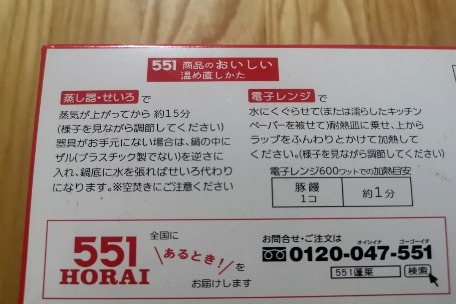 551商品のおいしい
温め直しかた
蒸し器・せいろで
蒸気が上がってから 約15分
(様子を見ながら調節してください)
器具がお手元にない場合は、鍋の中に
ザル(プラスチック製でない)を逆さに
入れ、鍋底に水を張ればせいろ代わり
になります。※空焚きにご注意ください
電子レンジで
水にくぐらせて(または濡らしたキッチン
ペーパーを被せて)耐熱皿に乗せ、上から
ラップをふんわりとかけて加熱して
ください。(様子を見ながら調節してください)
電子レンジ600ワットでの加熱目安
豚饅
1コ
約1分
551
HORAI
全国に
あるとき!を
お届けします
お問合せ・ご注文は
オイシイナ ゴーゴーイチ
0120-047-551
551蓬莱 検索